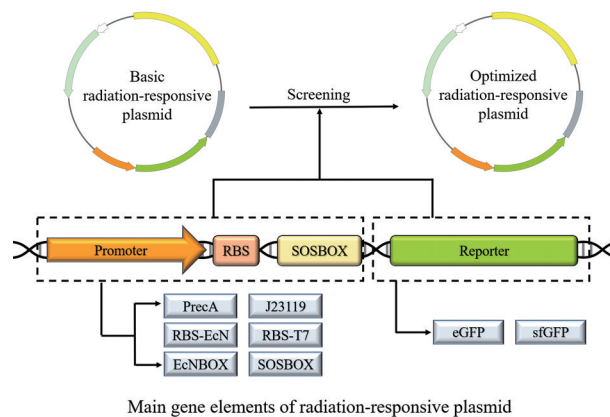 Basic
radiation-responsive
plasmid
Screening
Optimized
radiation-responsive
plasmid
Promoter
RBS
SOSBOX
Reporter
PrecA
J23119
RBS-EcN
RBS-T7
EcNBOX
SOSBOX
eGFP
sfGFP
Main gene elements of radiation-responsive plasmid